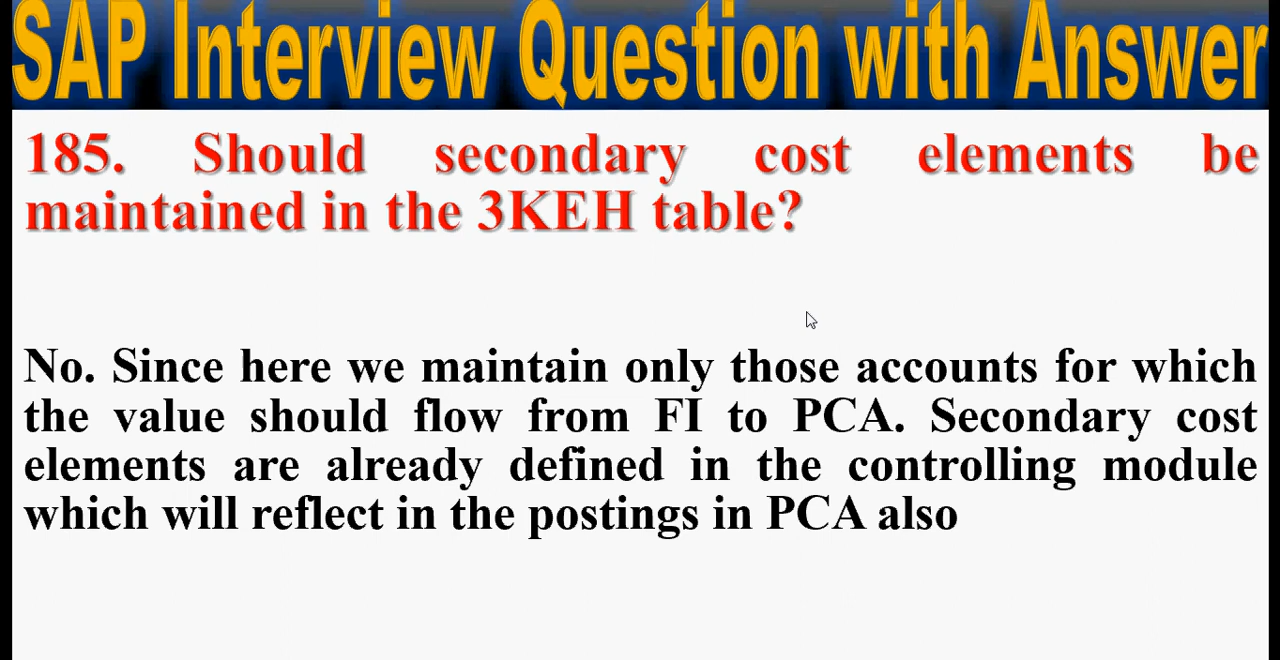 SAP Interview Question with Answer
185. Should secondary cost elements be
maintained in the 3KEH table?
No. Since here we maintain only those accounts for which
the value should flow from FI to PCA. Secondary cost
elements are already defined in the controlling module
which will reflect in the postings in PCA also